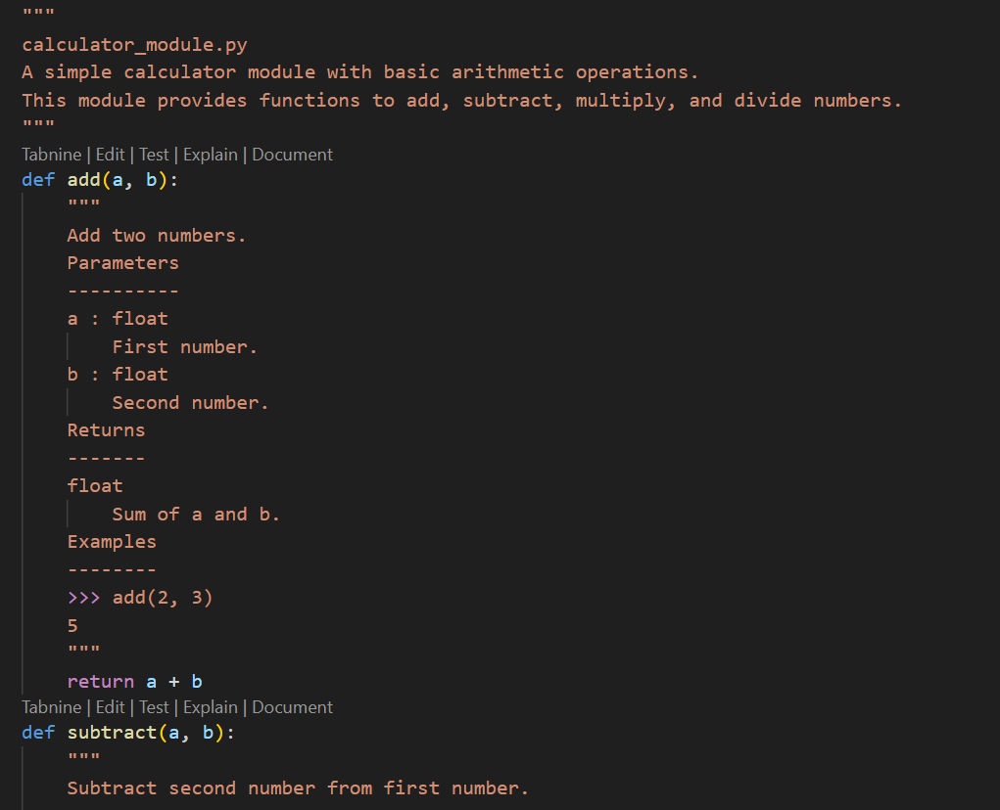 """
calculator_module.py
A simple calculator module with basic arithmetic operations.
This module provides functions to add, subtract, multiply, and divide numbers.
"""
Tabnine | Edit | Test | Explain | Document
def add(a, b):
    """
    Add two numbers.
    Parameters
    ----------
    a : float
        First number.
    b : float
        Second number.
    Returns
    -------
    float
        Sum of a and b.
    Examples
    --------
    >>> add(2, 3)
    5
    """
    return a + b
Tabnine | Edit | Test | Explain | Document
def subtract(a, b):
    """
    Subtract second number from first number.